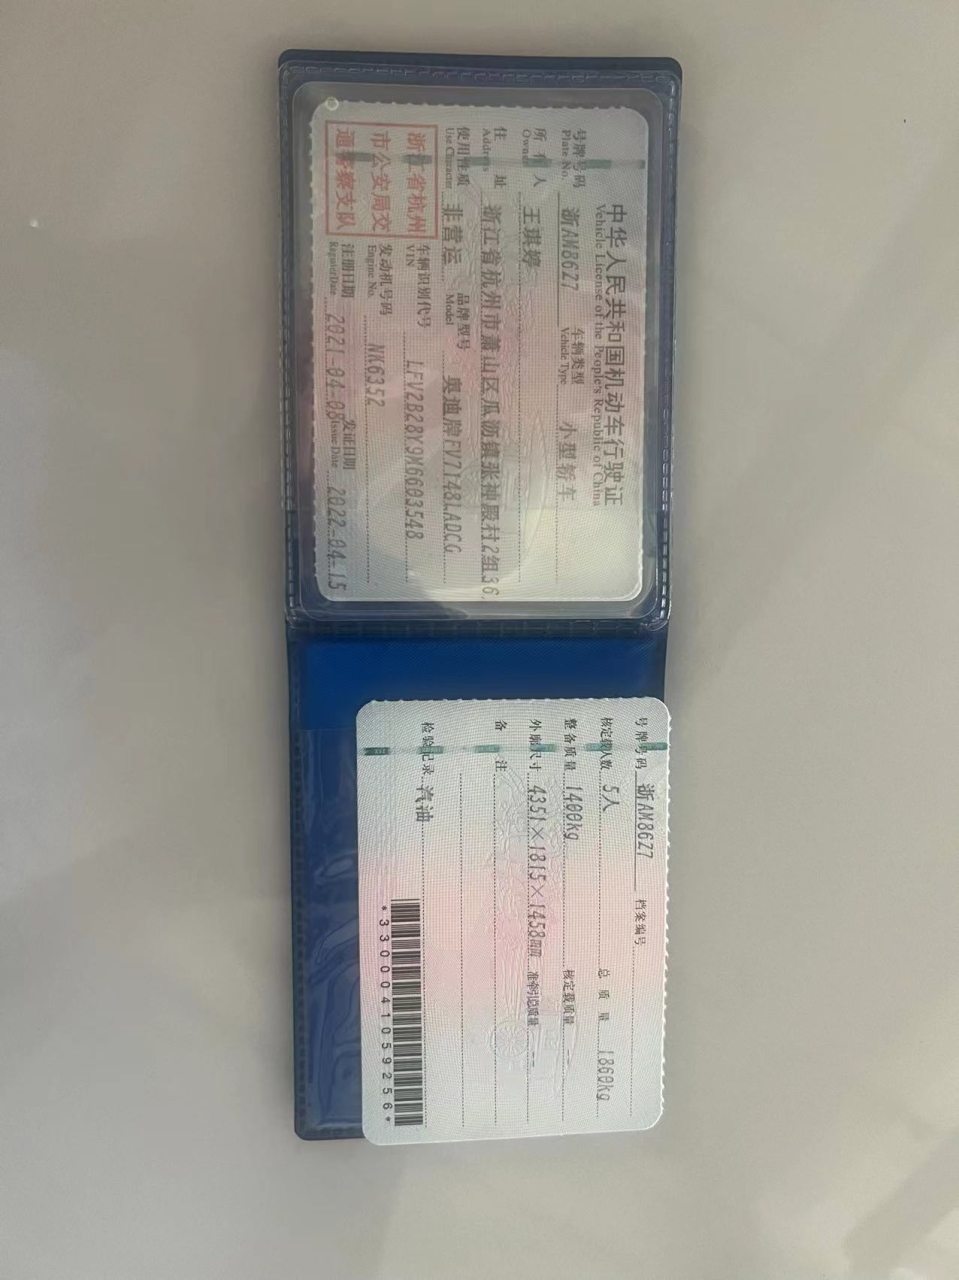 中华人民共和国机动车行驶证
Vehicle License of the People's Republic of China
号牌号码 浙AM86Z7 车辆类型 小型轿车
Plate No. Vehicle Type
所有人 王琪婷
Owner
住址 浙江省杭州市萧山区瓜沥镇张神殿村2组36
Address
使用性质 非营运 品牌型号 奥迪牌FV7148LADCG
Use Character Model
浙江省杭州
市公安局交
通警察支队
车辆识别代号 LFV2B28Y9M6603548
VIN
发动机号码 NK6352
Engine No.
注册日期 2021-04-08 发证日期 2022-04-15
Register Date Issue Date
号牌号码 浙AM86Z7 档案编号
核定载人数 5人 总质量 1860kg
整备质量 1400kg 核定载质量 --
外廓尺寸 4351×1815×1458mm 准牵引总质量 --
备注
检验记录 汽油
*3300041059256*